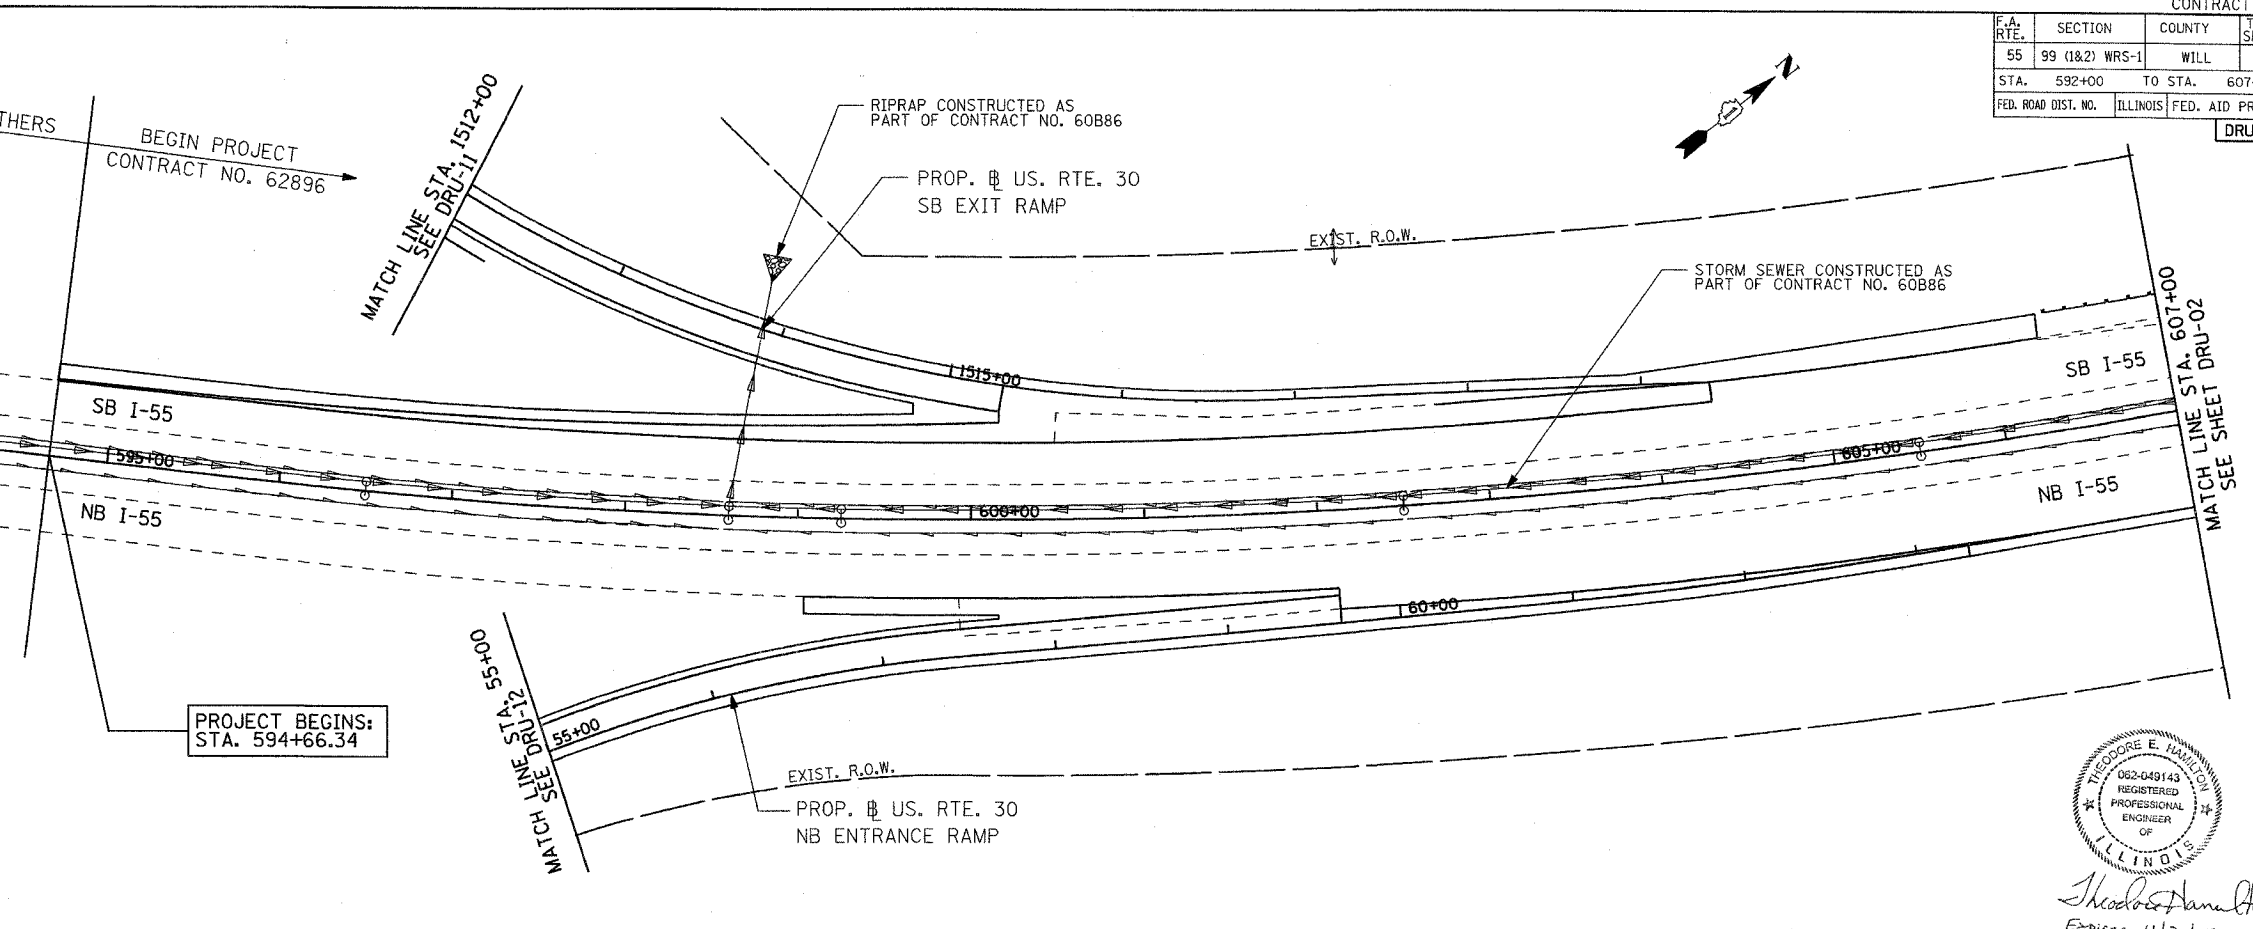 CONTRACT
F.A.
RTE.
SECTION
COUNTY
55
99 (1&2) WRS-1
WILL
STA. 592+00 TO STA. 607+
FED. ROAD DIST. NO.
ILLINOIS
FED. AID PR
DRU
THERS
BEGIN PROJECT
CONTRACT NO. 62896
MATCH LINE STA. 1512+00
SEE DRU-11
RIPRAP CONSTRUCTED AS
PART OF CONTRACT NO. 60B86
PROP. ℄ US. RTE. 30
SB EXIT RAMP
N
EXIST. R.O.W.
STORM SEWER CONSTRUCTED AS
PART OF CONTRACT NO. 60B86
MATCH LINE STA. 607+00
SEE SHEET DRU-02
1515+00
SB I-55
SB I-55
595+00
600+00
605+00
NB I-55
NB I-55
60+00
PROJECT BEGINS:
STA. 594+66.34
MATCH LINE STA. 55+00
SEE DRU-12
55+00
EXIST. R.O.W.
PROP. ℄ US. RTE. 30
NB ENTRANCE RAMP
THEODORE E. HAMILTON
062-049143
REGISTERED
PROFESSIONAL
ENGINEER
OF
ILLINOIS